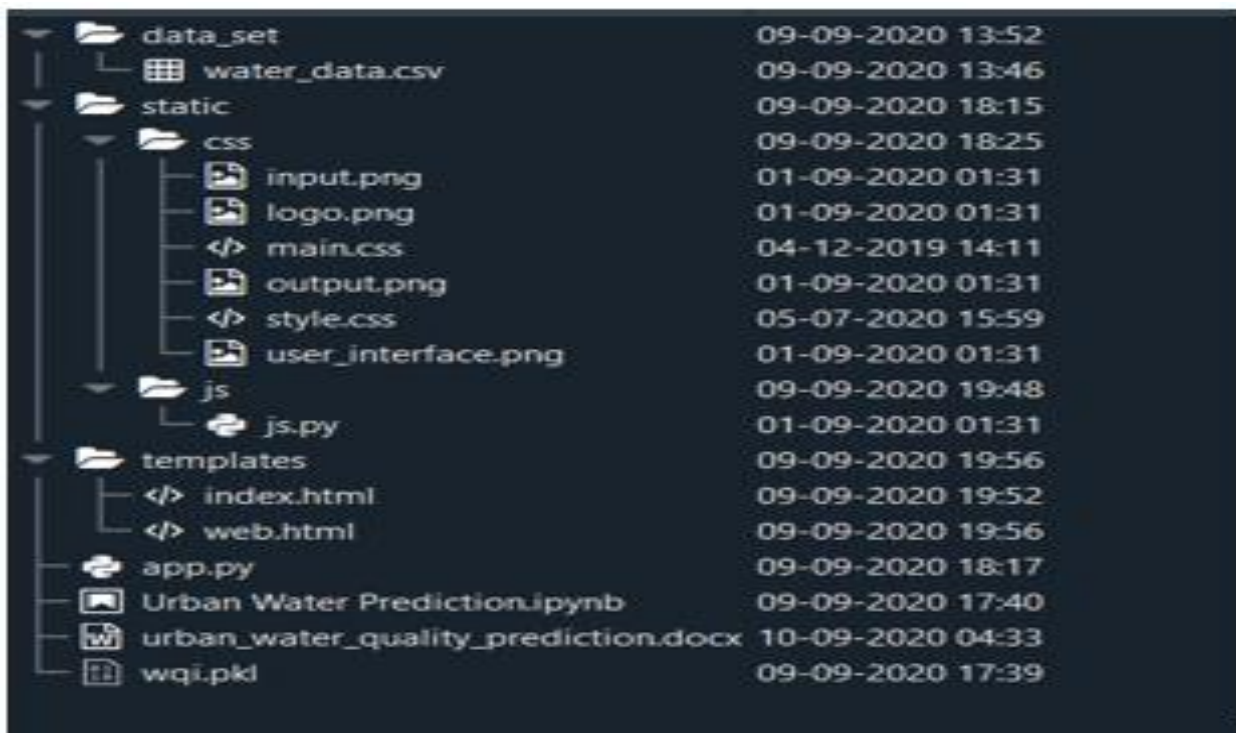 data_set 09-09-2020 13:52
water_data.csv 09-09-2020 13:46
static 09-09-2020 18:15
css 09-09-2020 18:25
input.png 01-09-2020 01:31
logo.png 01-09-2020 01:31
main.css 04-12-2019 14:11
output.png 01-09-2020 01:31
style.css 05-07-2020 15:59
user_interface.png 01-09-2020 01:31
js 09-09-2020 19:48
js.py 01-09-2020 01:31
templates 09-09-2020 19:56
index.html 09-09-2020 19:52
web.html 09-09-2020 19:56
app.py 09-09-2020 18:17
Urban Water Prediction.ipynb 09-09-2020 17:40
urban_water_quality_prediction.docx 10-09-2020 04:33
wqi.pkl 09-09-2020 17:39